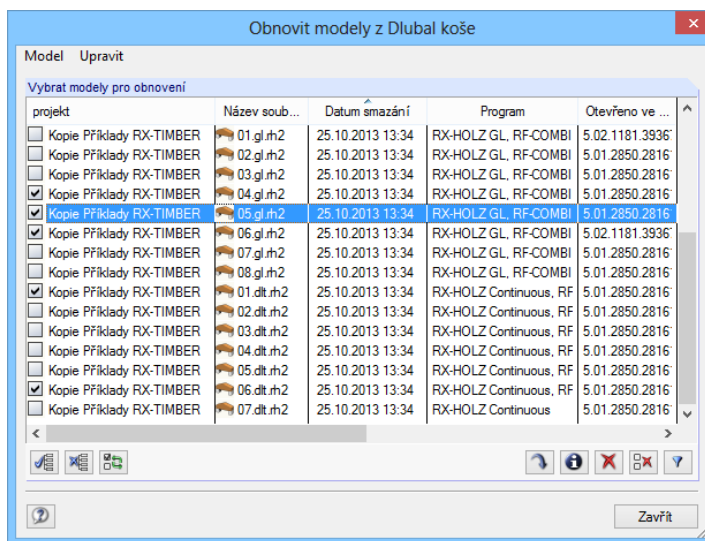 Obnovit modely z Dlubal koše
Model Upravit
Vybrat modely pro obnovení
projekt Název soub... Datum smazání Program Otevřeno ve ...
Kopie Příklady RX-TIMBER 01.gl.rh2 25.10.2013 13:34 RX-HOLZ GL, RF-COMBI 5.02.1181.3936
Kopie Příklady RX-TIMBER 02.gl.rh2 25.10.2013 13:34 RX-HOLZ GL, RF-COMBI 5.01.2850.2816
Kopie Příklady RX-TIMBER 03.gl.rh2 25.10.2013 13:34 RX-HOLZ GL, RF-COMBI 5.01.2850.2816
Kopie Příklady RX-TIMBER 04.gl.rh2 25.10.2013 13:34 RX-HOLZ GL, RF-COMBI 5.01.2850.2816
Kopie Příklady RX-TIMBER 05.gl.rh2 25.10.2013 13:34 RX-HOLZ GL, RF-COMBI 5.01.2850.2816
Kopie Příklady RX-TIMBER 06.gl.rh2 25.10.2013 13:34 RX-HOLZ GL, RF-COMBI 5.02.1181.3936
Kopie Příklady RX-TIMBER 07.gl.rh2 25.10.2013 13:34 RX-HOLZ GL, RF-COMBI 5.01.2850.2816
Kopie Příklady RX-TIMBER 08.gl.rh2 25.10.2013 13:34 RX-HOLZ GL, RF-COMBI 5.01.2850.2816
Kopie Příklady RX-TIMBER 01.dlt.rh2 25.10.2013 13:34 RX-HOLZ Continuous, RF 5.01.2850.2816
Kopie Příklady RX-TIMBER 02.dlt.rh2 25.10.2013 13:34 RX-HOLZ Continuous, RF 5.01.2850.2816
Kopie Příklady RX-TIMBER 03.dlt.rh2 25.10.2013 13:34 RX-HOLZ Continuous, RF 5.01.2850.2816
Kopie Příklady RX-TIMBER 04.dlt.rh2 25.10.2013 13:34 RX-HOLZ Continuous, RF 5.01.2850.2816
Kopie Příklady RX-TIMBER 05.dlt.rh2 25.10.2013 13:34 RX-HOLZ Continuous, RF 5.01.2850.2816
Kopie Příklady RX-TIMBER 06.dlt.rh2 25.10.2013 13:34 RX-HOLZ Continuous, RF 5.01.2850.2816
Kopie Příklady RX-TIMBER 07.dlt.rh2 25.10.2013 13:34 RX-HOLZ Continuous 5.01.2850.2816
Zavřít